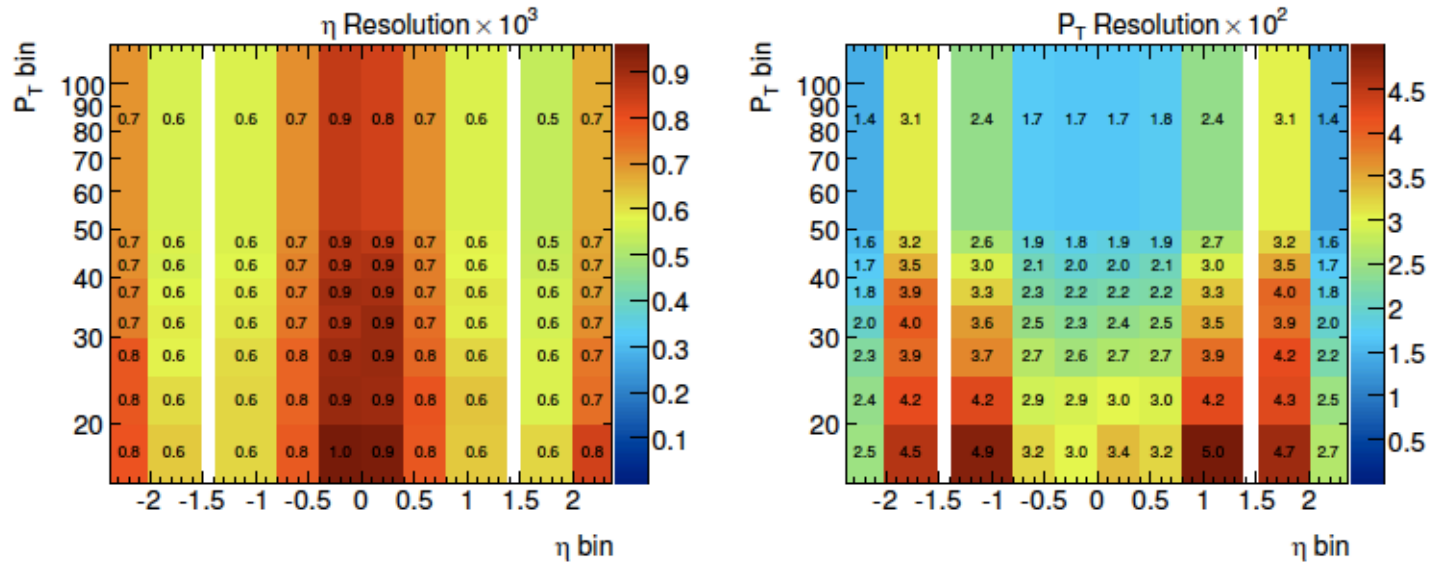 η Resolution × 10³
P_T bin
100
90
80
70
60
50
40
30
20
0.7 0.6 0.6 0.7 0.9 0.8 0.7 0.6 0.5 0.7
0.7 0.6 0.6 0.7 0.9 0.9 0.7 0.6 0.5 0.7
0.7 0.6 0.6 0.7 0.9 0.9 0.7 0.6 0.5 0.7
0.7 0.6 0.6 0.7 0.9 0.9 0.7 0.6 0.6 0.7
0.7 0.6 0.6 0.7 0.9 0.9 0.7 0.6 0.6 0.7
0.8 0.6 0.6 0.8 0.9 0.9 0.8 0.6 0.6 0.7
0.8 0.6 0.6 0.8 0.9 0.9 0.8 0.6 0.6 0.7
0.8 0.6 0.6 0.8 1.0 0.9 0.8 0.6 0.6 0.8
-2 -1.5 -1 -0.5 0 0.5 1 1.5 2
η bin
0.9
0.8
0.7
0.6
0.5
0.4
0.3
0.2
0.1
P_T Resolution × 10²
P_T bin
100
90
80
70
60
50
40
30
20
1.4 3.1 2.4 1.7 1.7 1.7 1.8 2.4 3.1 1.4
1.6 3.2 2.6 1.9 1.8 1.9 1.9 2.7 3.2 1.6
1.7 3.5 3.0 2.1 2.0 2.0 2.1 3.0 3.5 1.7
1.8 3.9 3.3 2.3 2.2 2.2 2.2 3.3 4.0 1.8
2.0 4.0 3.6 2.5 2.3 2.4 2.5 3.5 3.9 2.0
2.3 3.9 3.7 2.7 2.6 2.7 2.7 3.9 4.2 2.2
2.4 4.2 4.2 2.9 2.9 3.0 3.0 4.2 4.3 2.5
2.5 4.5 4.9 3.2 3.0 3.4 3.2 5.0 4.7 2.7
-2 -1.5 -1 -0.5 0 0.5 1 1.5 2
η bin
4.5
4
3.5
3
2.5
2
1.5
1
0.5